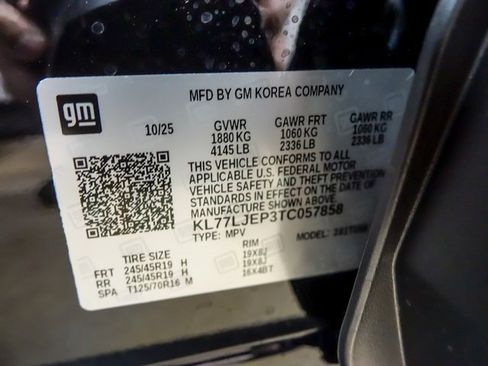 MFD BY GM KOREA COMPANY
gm
10/25
GVWR GAWR FRT GAWR RR
1880 KG 1060 KG 1060 KG
4145 LB 2336 LB 2336 LB
THIS VEHICLE CONFORMS TO ALL
APPLICABLE U.S. FEDERAL MOTOR
VEHICLE SAFETY AND THEFT PREVENTION
STANDARDS IN EFFECT ON THE DATE OF
MANUFACTURE SHOWN ABOVE
KL77LJEP3TC057858
TYPE: MPV MODEL:
TIRE SIZE RIM
FRT 245/45R19 H 19X8J
RR 245/45R19 H 19X8J
SPA T125/70R16 M 16X4BT